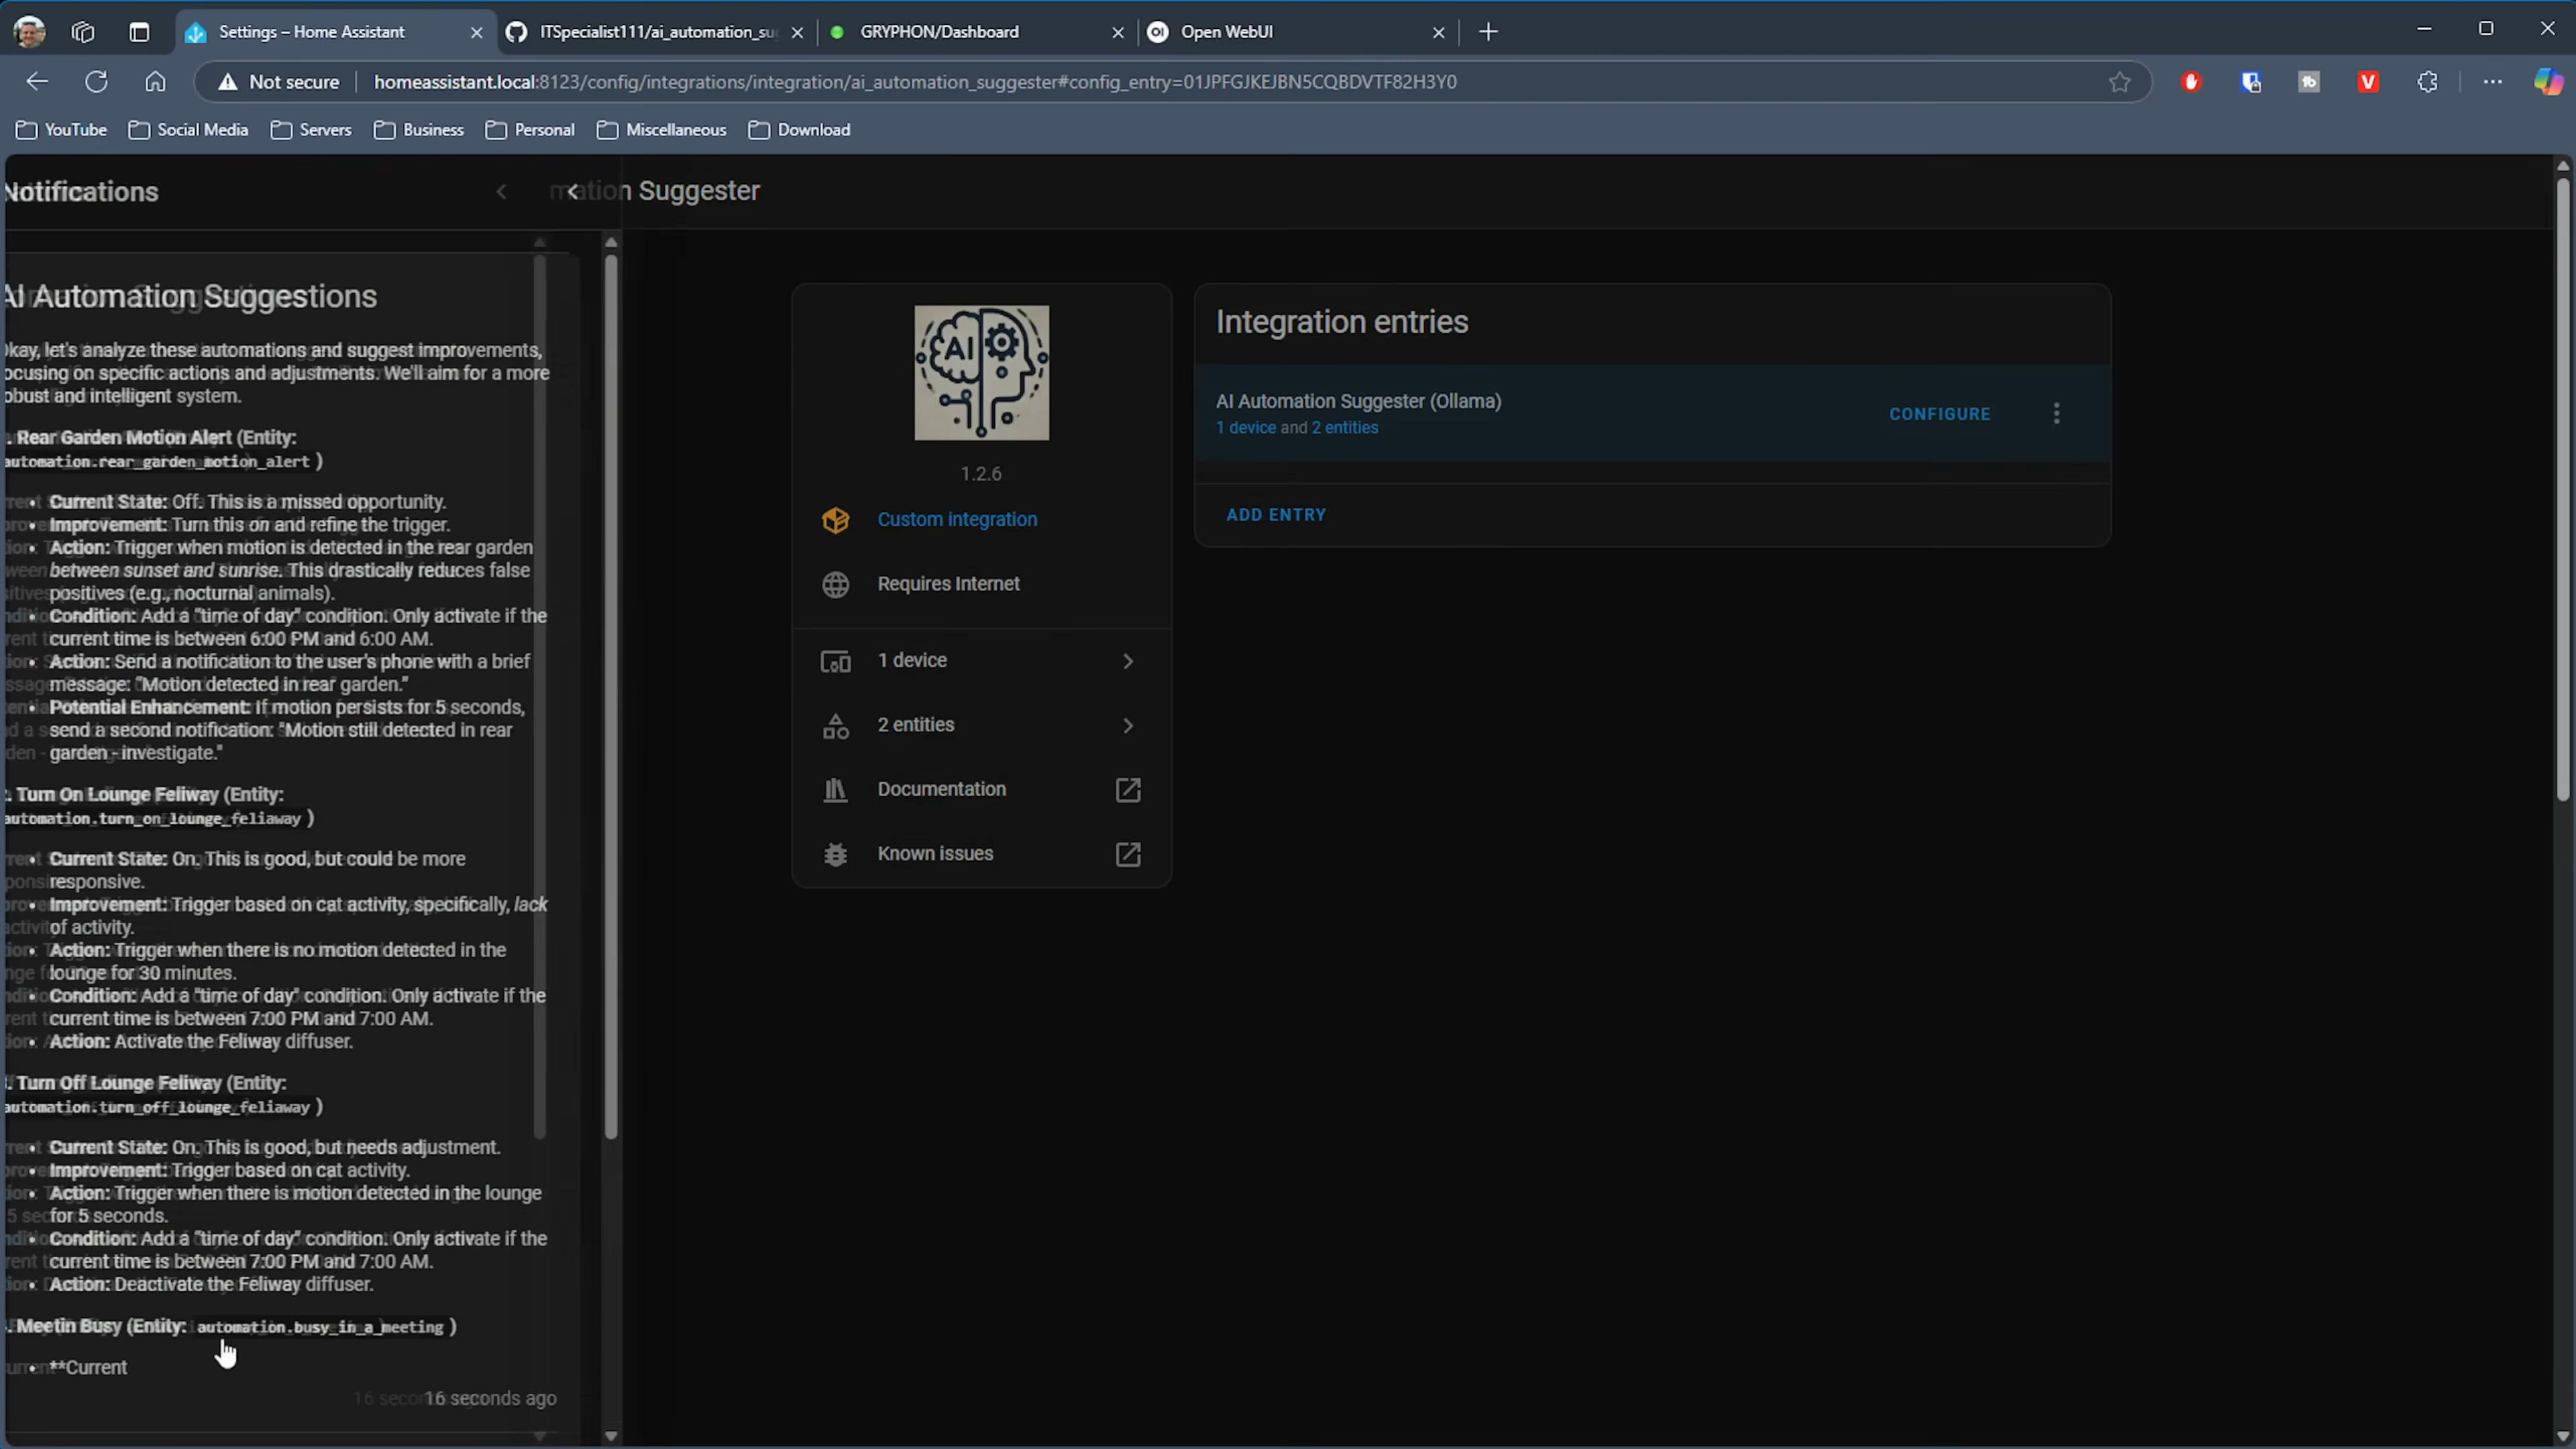 Settings – Home Assistant
ITSpecialist111/ai_automation_su
GRYPHON/Dashboard
Open WebUI
Not secure
homeassistant.local:8123/config/integrations/integration/ai_automation_suggester#config_entry=01JPFGJKEJBN5CQBDVTF82H3Y0
YouTube
Social Media
Servers
Business
Personal
Miscellaneous
Download
Notifications
mation Suggester
AI Automation Suggestions
Okay, let's analyze these automations and suggest improvements,
ocusing on specific actions and adjustments. We'll aim for a more
obust and intelligent system.
. Rear Garden Motion Alert (Entity:
automation.rear_garden_motion_alert )
• Current State: Off. This is a missed opportunity.
• Improvement: Turn this on and refine the trigger.
• Action: Trigger when motion is detected in the rear garden
between sunset and sunrise. This drastically reduces false
positives (e.g., nocturnal animals).
• Condition: Add a "time of day" condition. Only activate if the
current time is between 6:00 PM and 6:00 AM.
• Action: Send a notification to the user's phone with a brief
message: "Motion detected in rear garden."
• Potential Enhancement: If motion persists for 5 seconds,
send a second notification: "Motion still detected in rear
garden - investigate."
. Turn On Lounge Feliway (Entity:
automation.turn_on_lounge_feliaway )
• Current State: On. This is good, but could be more
responsive.
• Improvement: Trigger based on cat activity, specifically, lack
of activity.
• Action: Trigger when there is no motion detected in the
lounge for 30 minutes.
• Condition: Add a "time of day" condition. Only activate if the
current time is between 7:00 PM and 7:00 AM.
• Action: Activate the Feliway diffuser.
. Turn Off Lounge Feliway (Entity:
automation.turn_off_lounge_feliaway )
• Current State: On. This is good, but needs adjustment.
• Improvement: Trigger based on cat activity.
• Action: Trigger when there is motion detected in the lounge
for 5 seconds.
• Condition: Add a "time of day" condition. Only activate if the
current time is between 7:00 PM and 7:00 AM.
• Action: Deactivate the Feliway diffuser.
. Meetin Busy (Entity: automation.busy_in_a_meeting )
• **Current
16 seconds ago
AI
1.2.6
Custom integration
Requires Internet
1 device
2 entities
Documentation
Known issues
Integration entries
AI Automation Suggester (Ollama)
1 device and 2 entities
CONFIGURE
ADD ENTRY